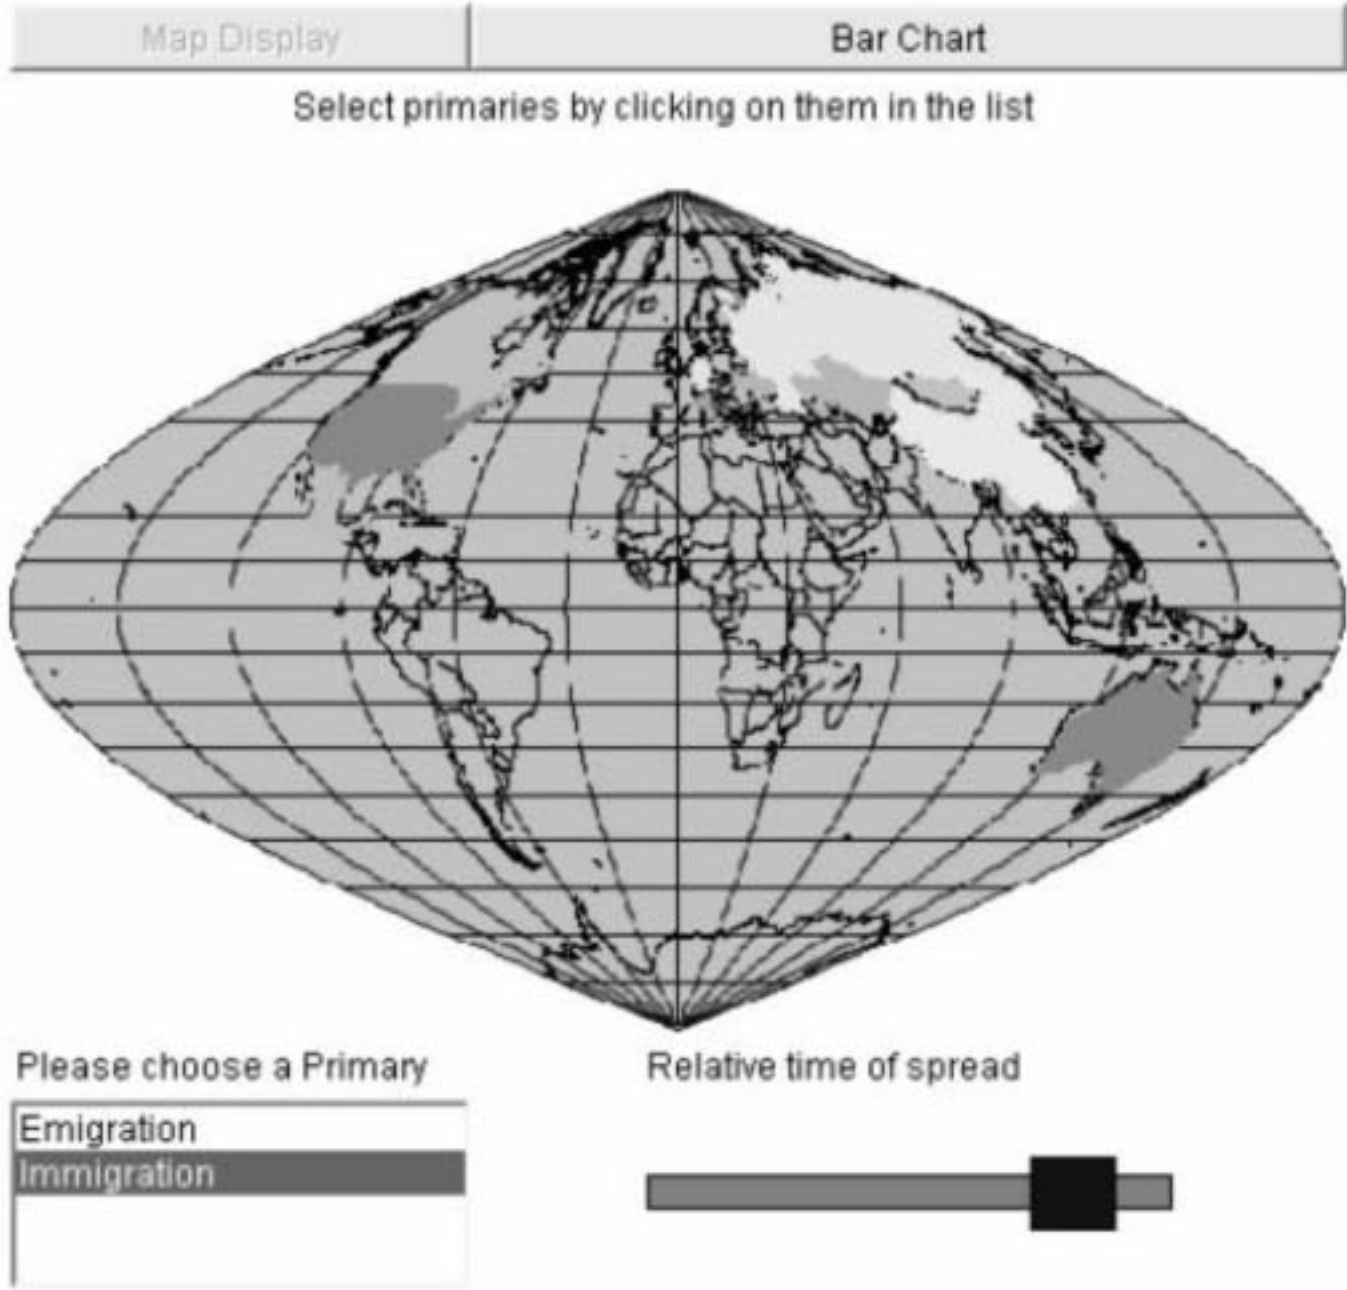 Map Display
Bar Chart
Select primaries by clicking on them in the list
Please choose a Primary
Relative time of spread
Emigration
Immigration